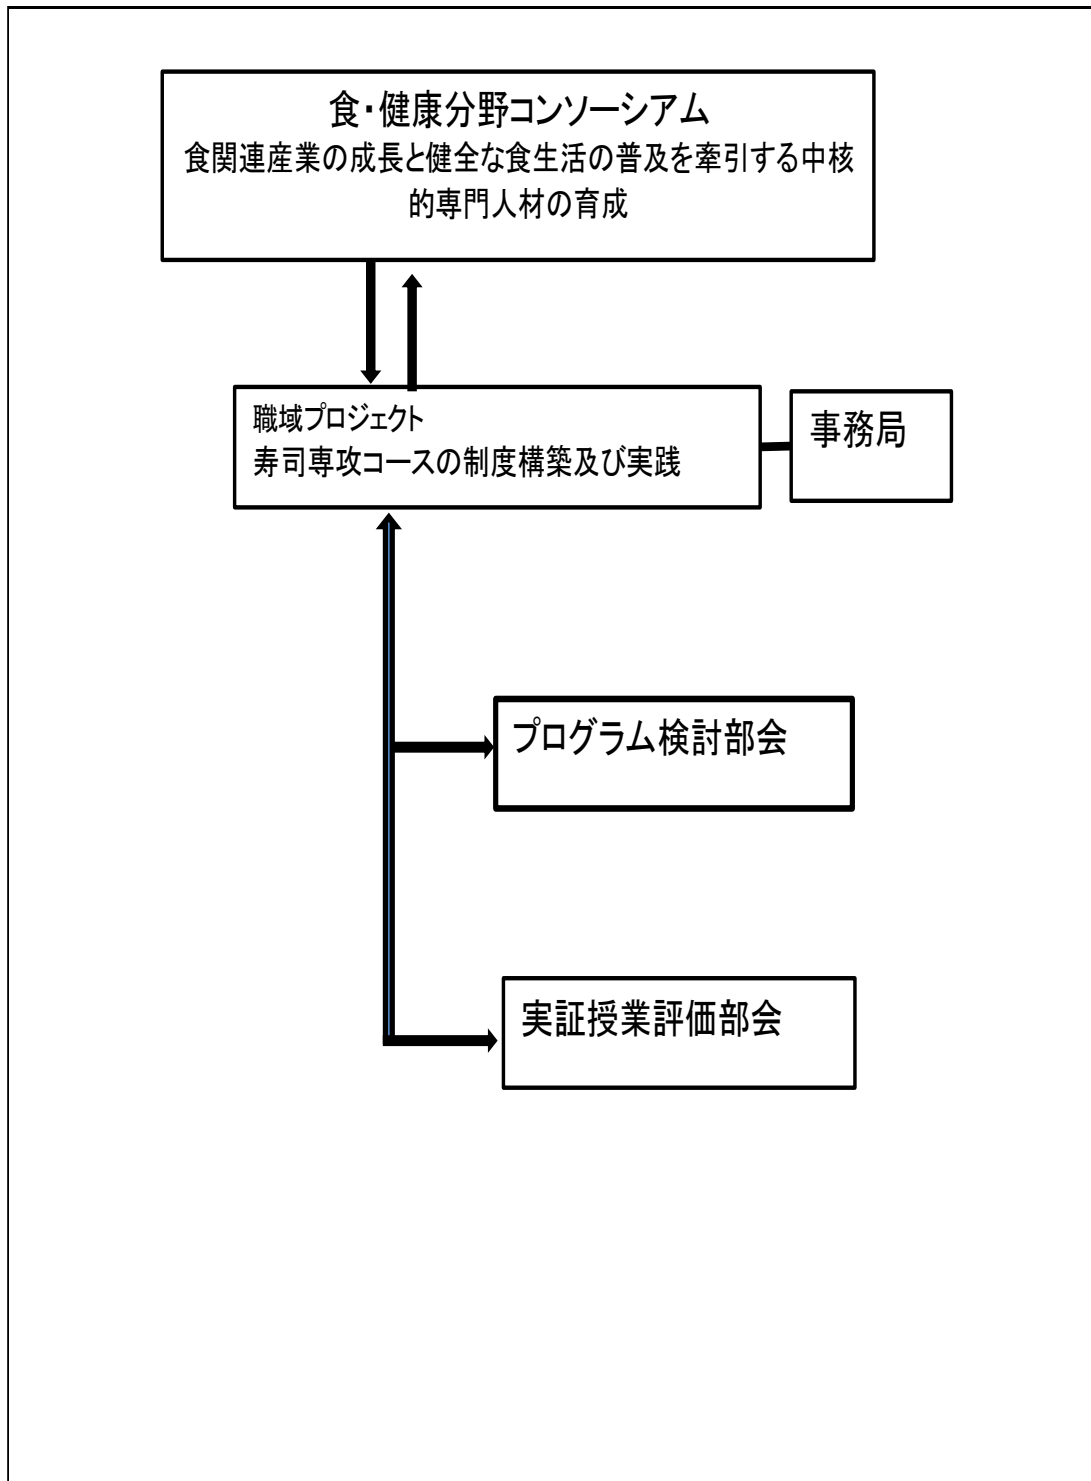 食・健康分野コンソーシアム
食関連産業の成長と健全な食生活の普及を牽引する中核
的専門人材の育成
職域プロジェクト
寿司専攻コースの制度構築及び実践
事務局
プログラム検討部会
実証授業評価部会